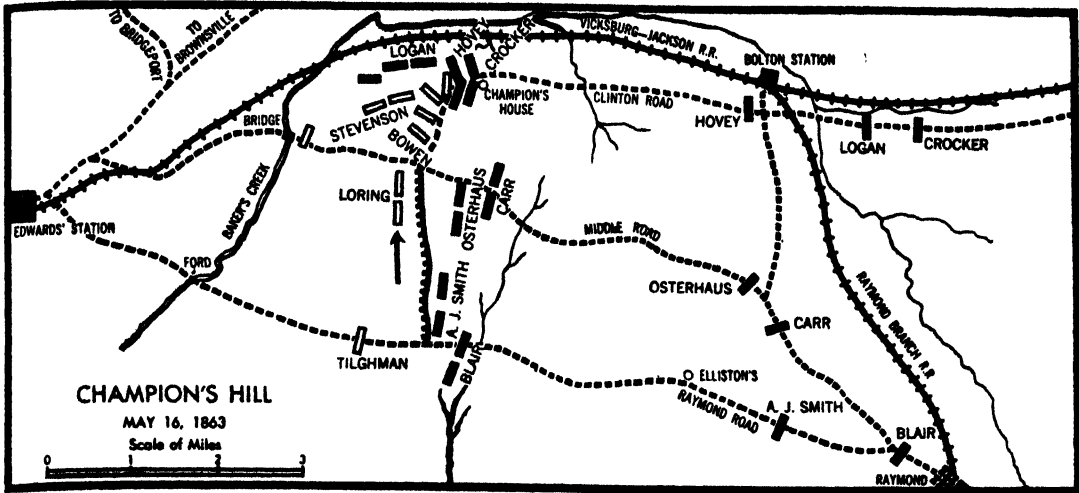 TO BRIDGEPORT
TO BROWNSVILLE
LOGAN
HOVEY
CROCKER
VICKSBURG-JACKSON R.R.
BOLTON STATION
CHAMPION'S
HOUSE
CLINTON ROAD
HOVEY
LOGAN
CROCKER
BRIDGE
STEVENSON
BOWEN
LORING
OSTERHAUS
CARR
BAKER'S CREEK
EDWARDS' STATION
MIDDLE ROAD
FORD
OSTERHAUS
A. J. SMITH
CARR
RAYMOND BRANCH R.R
TILGHMAN
BLAIR
ELLISTON'S
RAYMOND ROAD
A. J. SMITH
BLAIR
RAYMOND
CHAMPION'S HILL
MAY 16, 1863
Scale of Miles
0 1 2 3